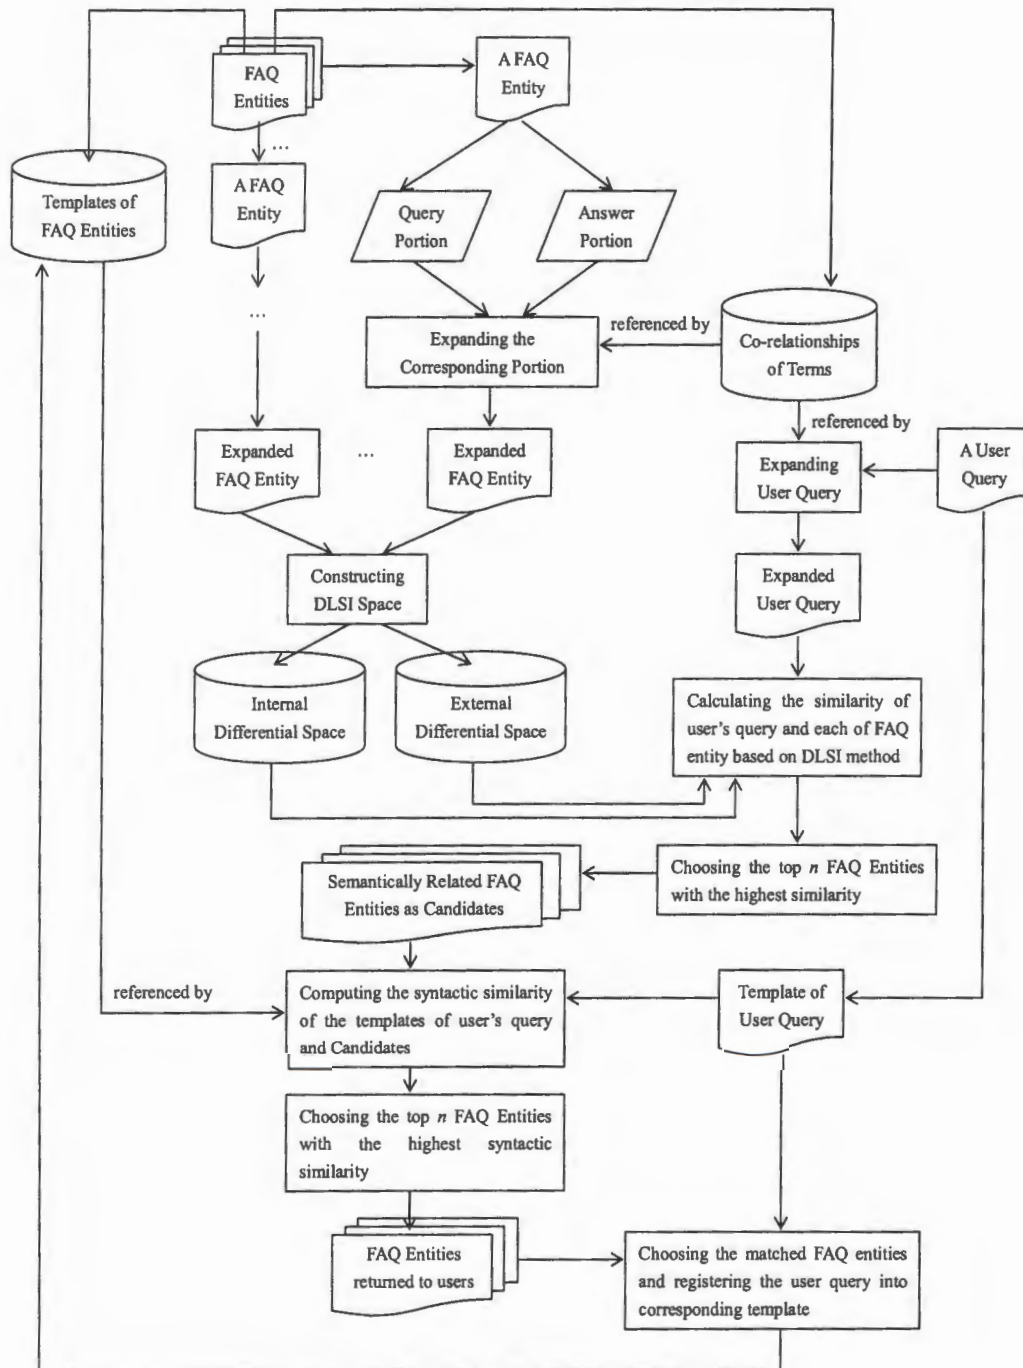 FAQ
Entities
A FAQ
Entity
...
Templates of
FAQ Entities
A FAQ
Entity
Query
Portion
Answer
Portion
...
Expanding the
Corresponding Portion
referenced by
Co-relationships
of Terms
referenced by
Expanded
FAQ Entity
...
Expanded
FAQ Entity
Expanding
User Query
A User
Query
Constructing
DLSI Space
Expanded
User Query
Internal
Differential Space
External
Differential Space
Calculating the similarity of
user's query and each of FAQ
entity based on DLSI method
Semantically Related FAQ
Entities as Candidates
Choosing the top n FAQ Entities
with the highest similarity
referenced by
Computing the syntactic similarity
of the templates of user's query
and Candidates
Template of
User Query
Choosing the top n FAQ Entities
with the highest syntactic
similarity
FAQ Entities
returned to users
Choosing the matched FAQ entities
and registering the user query into
corresponding template